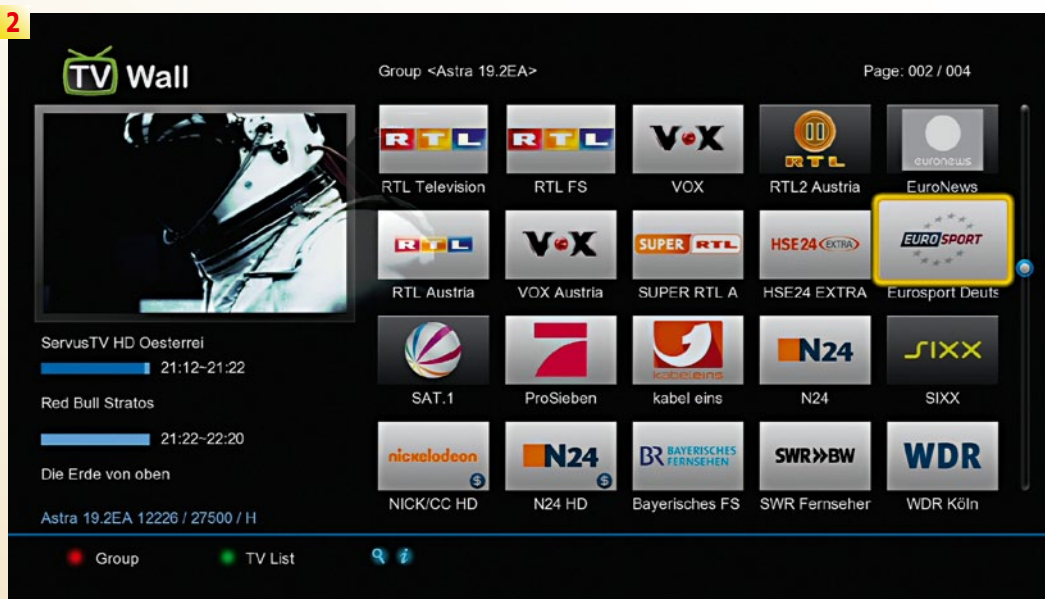 2
TV Wall
Group <Astra 19.2EA>
Page: 002 / 004
RTL
RTL
VOX
RTL
euronews
RTL Television
RTL FS
VOX
RTL2 Austria
EuroNews
RTL
VOX
SUPER RTL
HSE24 EXTRA
EUROSPORT
RTL Austria
VOX Austria
SUPER RTL A
HSE24 EXTRA
Eurosport Deuts
kabel eins
N24
SIXX
SAT.1
ProSieben
kabel eins
N24
SIXX
nickelodeon
N24
BR BAYERISCHES
FERNSEHEN
SWR>>BW
WDR
NICK/CC HD
N24 HD
Bayerisches FS
SWR Fernseher
WDR Köln
ServusTV HD Oesterrei
21:12~21:22
Red Bull Stratos
21:22~22:20
Die Erde von oben
Astra 19.2EA 12226 / 27500 / H
Group
TV List
i